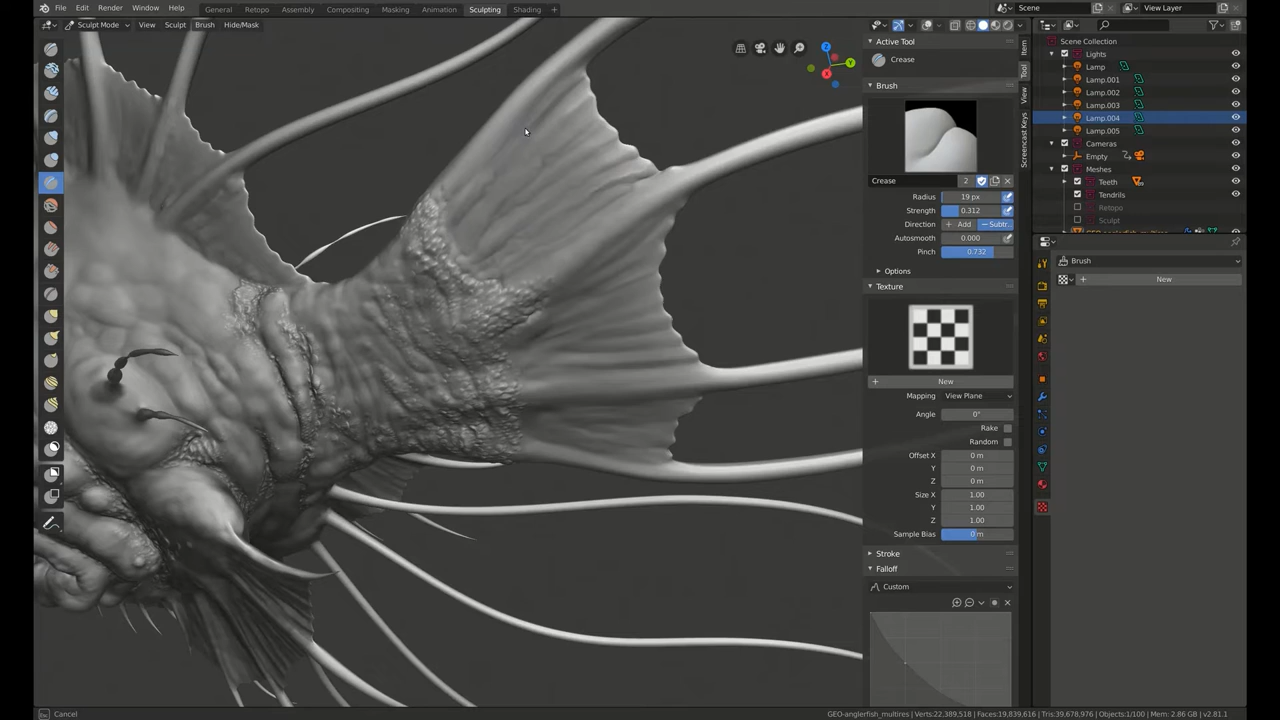 File Edit Render Window Help General Retopo Assembly Compositing Masking Animation Sculpting Shading + Scene View Layer
Sculpt Mode View Sculpt Brush Hide/Mask
Active Tool
Crease
Brush
Crease 2
Radius 19 px
Strength 0.312
Direction + Add − Subtr.
Autosmooth 0.000
Pinch 0.732
Options
Texture
+ New
Mapping View Plane
Angle 0°
Rake
Random
Offset X 0 m
Y 0 m
Z 0 m
Size X 1.00
Y 1.00
Z 1.00
Sample Bias 0 m
Stroke
Falloff
Custom
Item
Tool
View
Screencast Keys
Scene Collection
Lights
Lamp
Lamp.001
Lamp.002
Lamp.003
Lamp.004
Lamp.005
Cameras
Empty
Meshes
Teeth
Tendrils
Retopo
Sculpt
Brush
+ New
Cancel
GEO-anglerfish_multires | Verts:22,389,518 | Faces:19,839,616 | Tris:39,678,976 | Objects:1/100 | Mem: 2.86 GB | v2.81.1